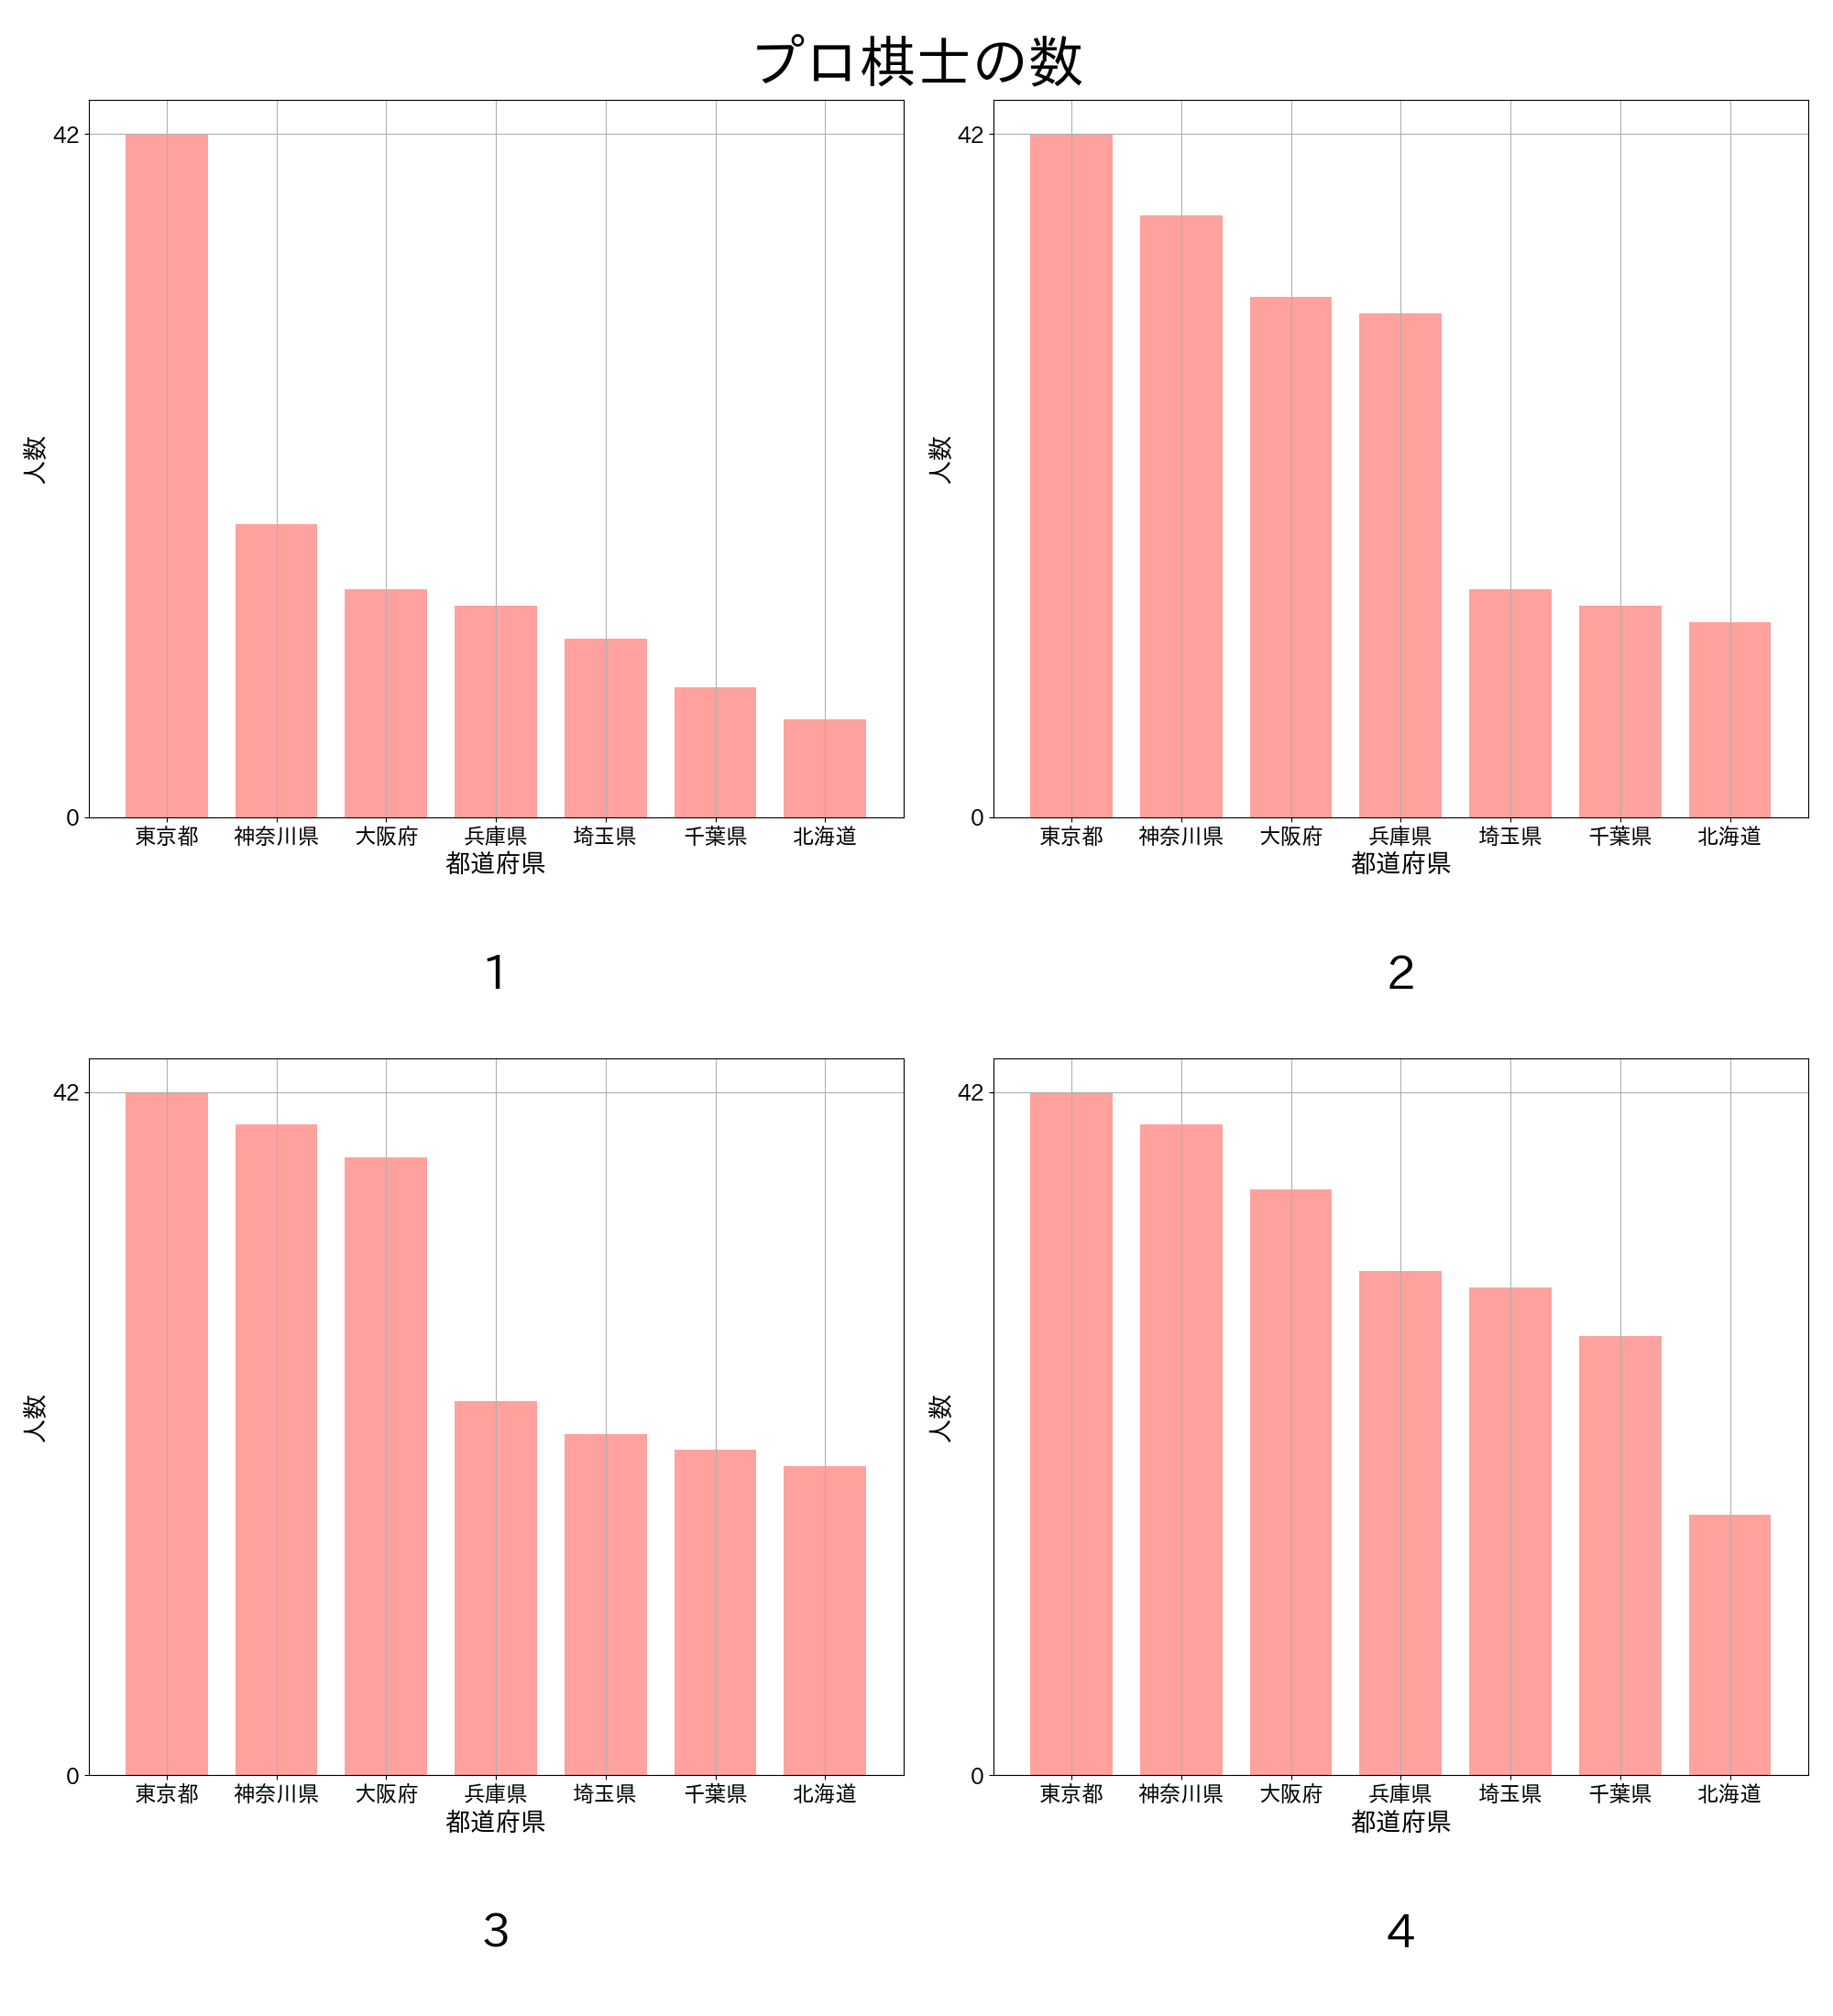 プロ棋士の数
42
0
人数
東京都 神奈川県 大阪府 兵庫県 埼玉県 千葉県 北海道
都道府県
1
42
0
人数
東京都 神奈川県 大阪府 兵庫県 埼玉県 千葉県 北海道
都道府県
2
42
0
人数
東京都 神奈川県 大阪府 兵庫県 埼玉県 千葉県 北海道
都道府県
3
42
0
人数
東京都 神奈川県 大阪府 兵庫県 埼玉県 千葉県 北海道
都道府県
4